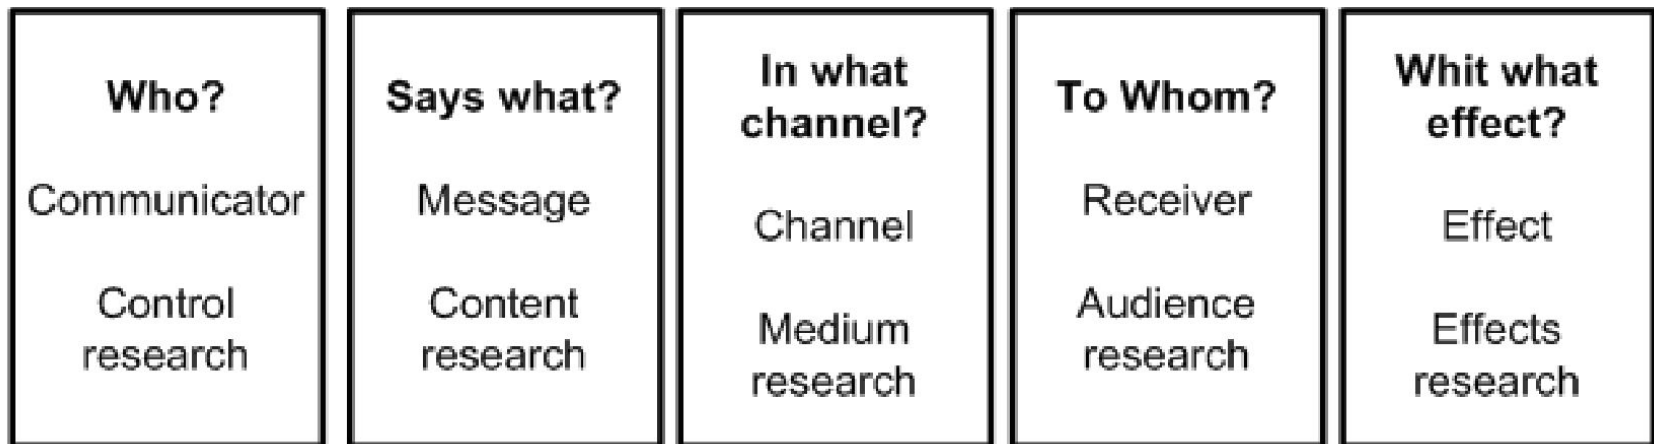 Who?
Communicator
Control
research
Says what?
Message
Content
research
In what
channel?
Channel
Medium
research
To Whom?
Receiver
Audience
research
Whit what
effect?
Effect
Effects
research